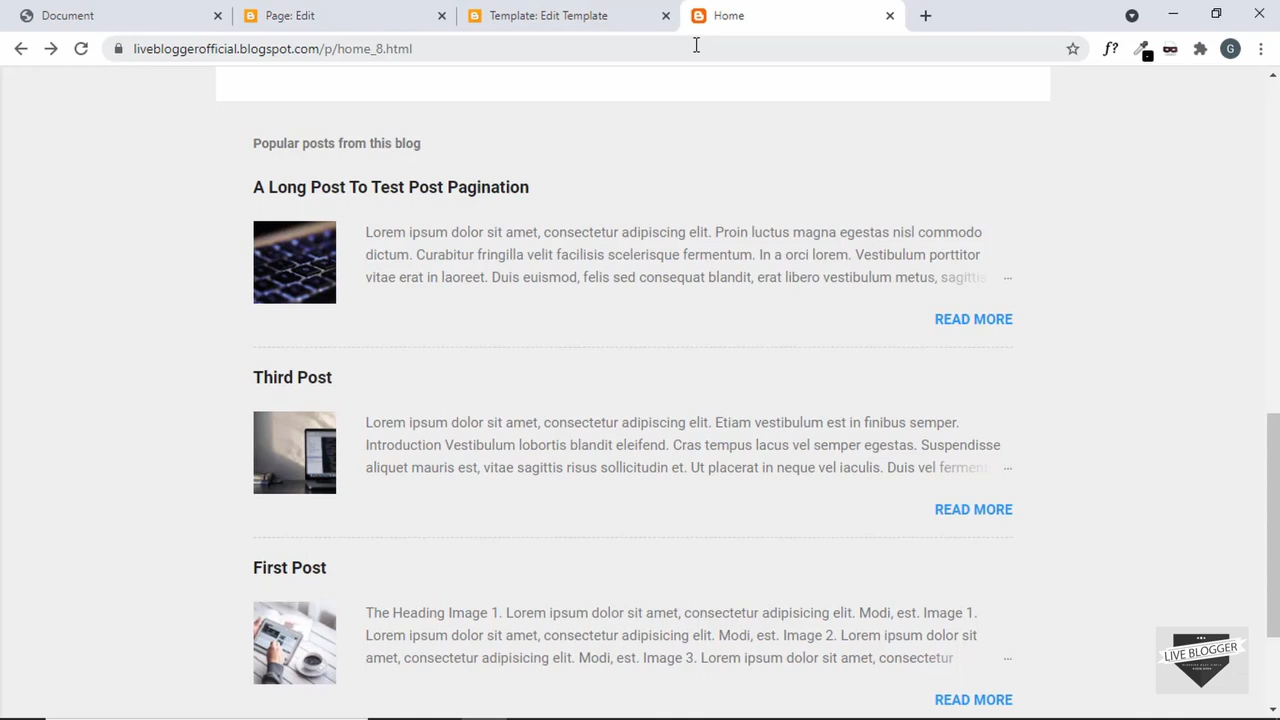 Document
Page: Edit
Template: Edit Template
Home
livebloggerofficial.blogspot.com/p/home_8.html
f?
G
Popular posts from this blog
A Long Post To Test Post Pagination
Lorem ipsum dolor sit amet, consectetur adipiscing elit. Proin luctus magna egestas nisl commodo
dictum. Curabitur fringilla velit facilisis scelerisque fermentum. In a orci lorem. Vestibulum porttitor
vitae erat in laoreet. Duis euismod, felis sed consequat blandit, erat libero vestibulum metus, sagittis ...
READ MORE
Third Post
Lorem ipsum dolor sit amet, consectetur adipiscing elit. Etiam vestibulum est in finibus semper.
Introduction Vestibulum lobortis blandit eleifend. Cras tempus lacus vel semper egestas. Suspendisse
aliquet mauris est, vitae sagittis risus sollicitudin et. Ut placerat in neque vel iaculis. Duis vel ferment ...
READ MORE
First Post
The Heading Image 1. Lorem ipsum dolor sit amet, consectetur adipisicing elit. Modi, est. Image 1.
Lorem ipsum dolor sit amet, consectetur adipisicing elit. Modi, est. Image 2. Lorem ipsum dolor sit
amet, consectetur adipisicing elit. Modi, est. Image 3. Lorem ipsum dolor sit amet, consectetur ...
READ MORE
LIVE BLOGGER